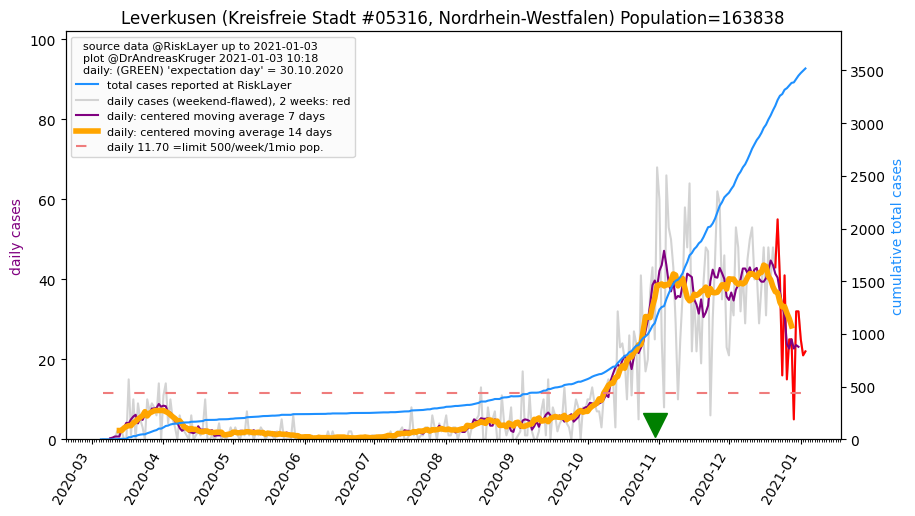 Leverkusen (Kreisfreie Stadt #05316, Nordrhein-Westfalen) Population=163838
source data @RiskLayer up to 2021-01-03
plot @DrAndreasKruger 2021-01-03 10:18
daily: (GREEN) 'expectation day' = 30.10.2020
total cases reported at RiskLayer
daily cases (weekend-flawed), 2 weeks: red
daily: centered moving average 7 days
daily: centered moving average 14 days
daily 11.70 =limit 500/week/1mio pop.
daily cases
100
80
60
40
20
0
cumulative total cases
3500
3000
2500
2000
1500
1000
500
0
2020-03
2020-04
2020-05
2020-06
2020-07
2020-08
2020-09
2020-10
2020-11
2020-12
2021-01